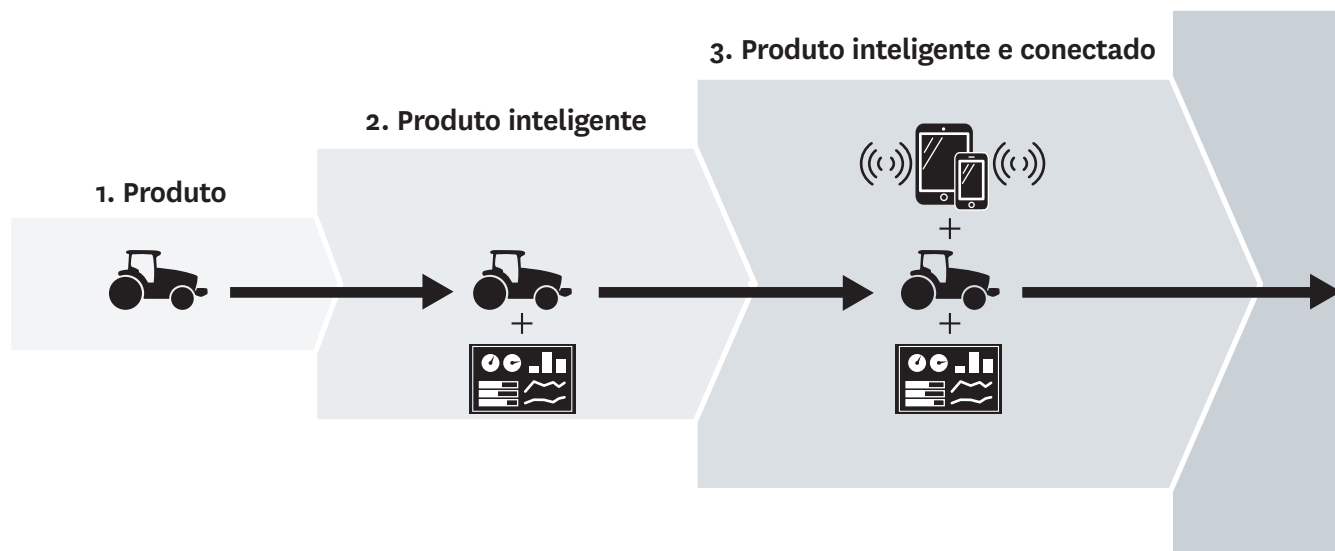 3. Produto inteligente e conectado
2. Produto inteligente
1. Produto